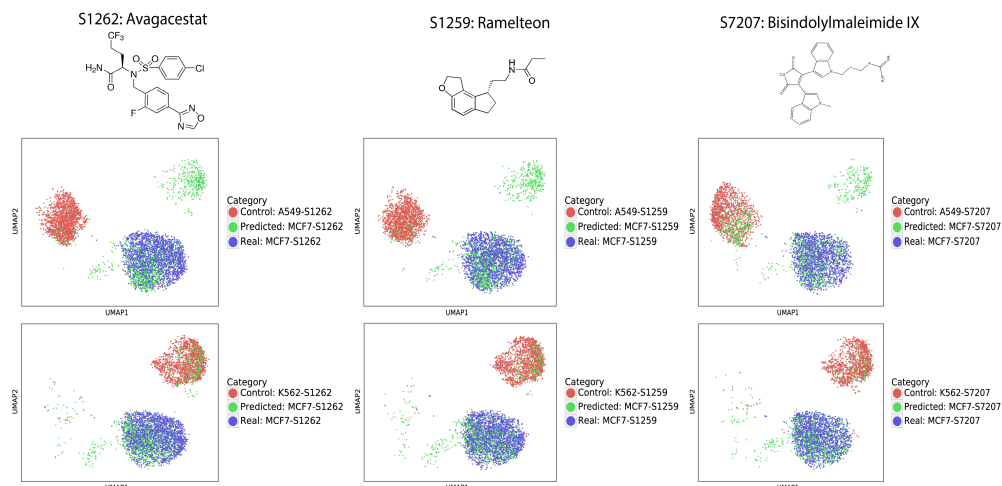 S1262: Avagacestat
S1259: Ramelteon
S7207: Bisindolylmaleimide IX
CF3
H2N
O
N
O
O
S
Cl
F
N
N
O
O
HN
O
UMAP2
Category
Control: A549-S1262
Predicted: MCF7-S1262
Real: MCF7-S1262
UMAP1
UMAP2
Category
Control: A549-S1259
Predicted: MCF7-S1259
Real: MCF7-S1259
UMAP1
UMAP2
Category
Control: A549-S7207
Predicted: MCF7-S7207
Real: MCF7-S7207
UMAP1
UMAP2
Category
Control: K562-S1262
Predicted: MCF7-S1262
Real: MCF7-S1262
UMAP1
UMAP2
Category
Control: K562-S1259
Predicted: MCF7-S1259
Real: MCF7-S1259
UMAP1
UMAP2
Category
Control: K562-S7207
Predicted: MCF7-S7207
Real: MCF7-S7207
UMAP1